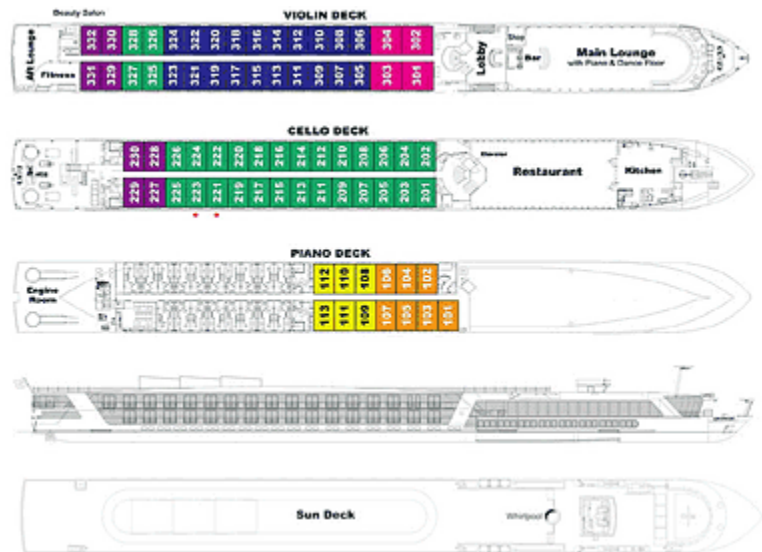 Beauty Salon
VIOLIN DECK
332 330 328 326 324 322 320 318 316 314 312 310 308 306 304 302
Aft Lounge
Fitness
Lobby
Shop
Bar
Main Lounge
with Piano & Dance Floor
331 329 327 325 323 321 319 317 315 313 311 309 307 305 303 301
CELLO DECK
230 228 226 224 222 220 218 216 214 212 210 208 206 204 202
Restaurant
Kitchen
229 227 225 223 221 219 217 215 213 211 209 207 205 203 201
PIANO DECK
112 110 108 106 104 102
Engine
Room
113 111 109 107 105 103 101
Sun Deck
Whirlpool